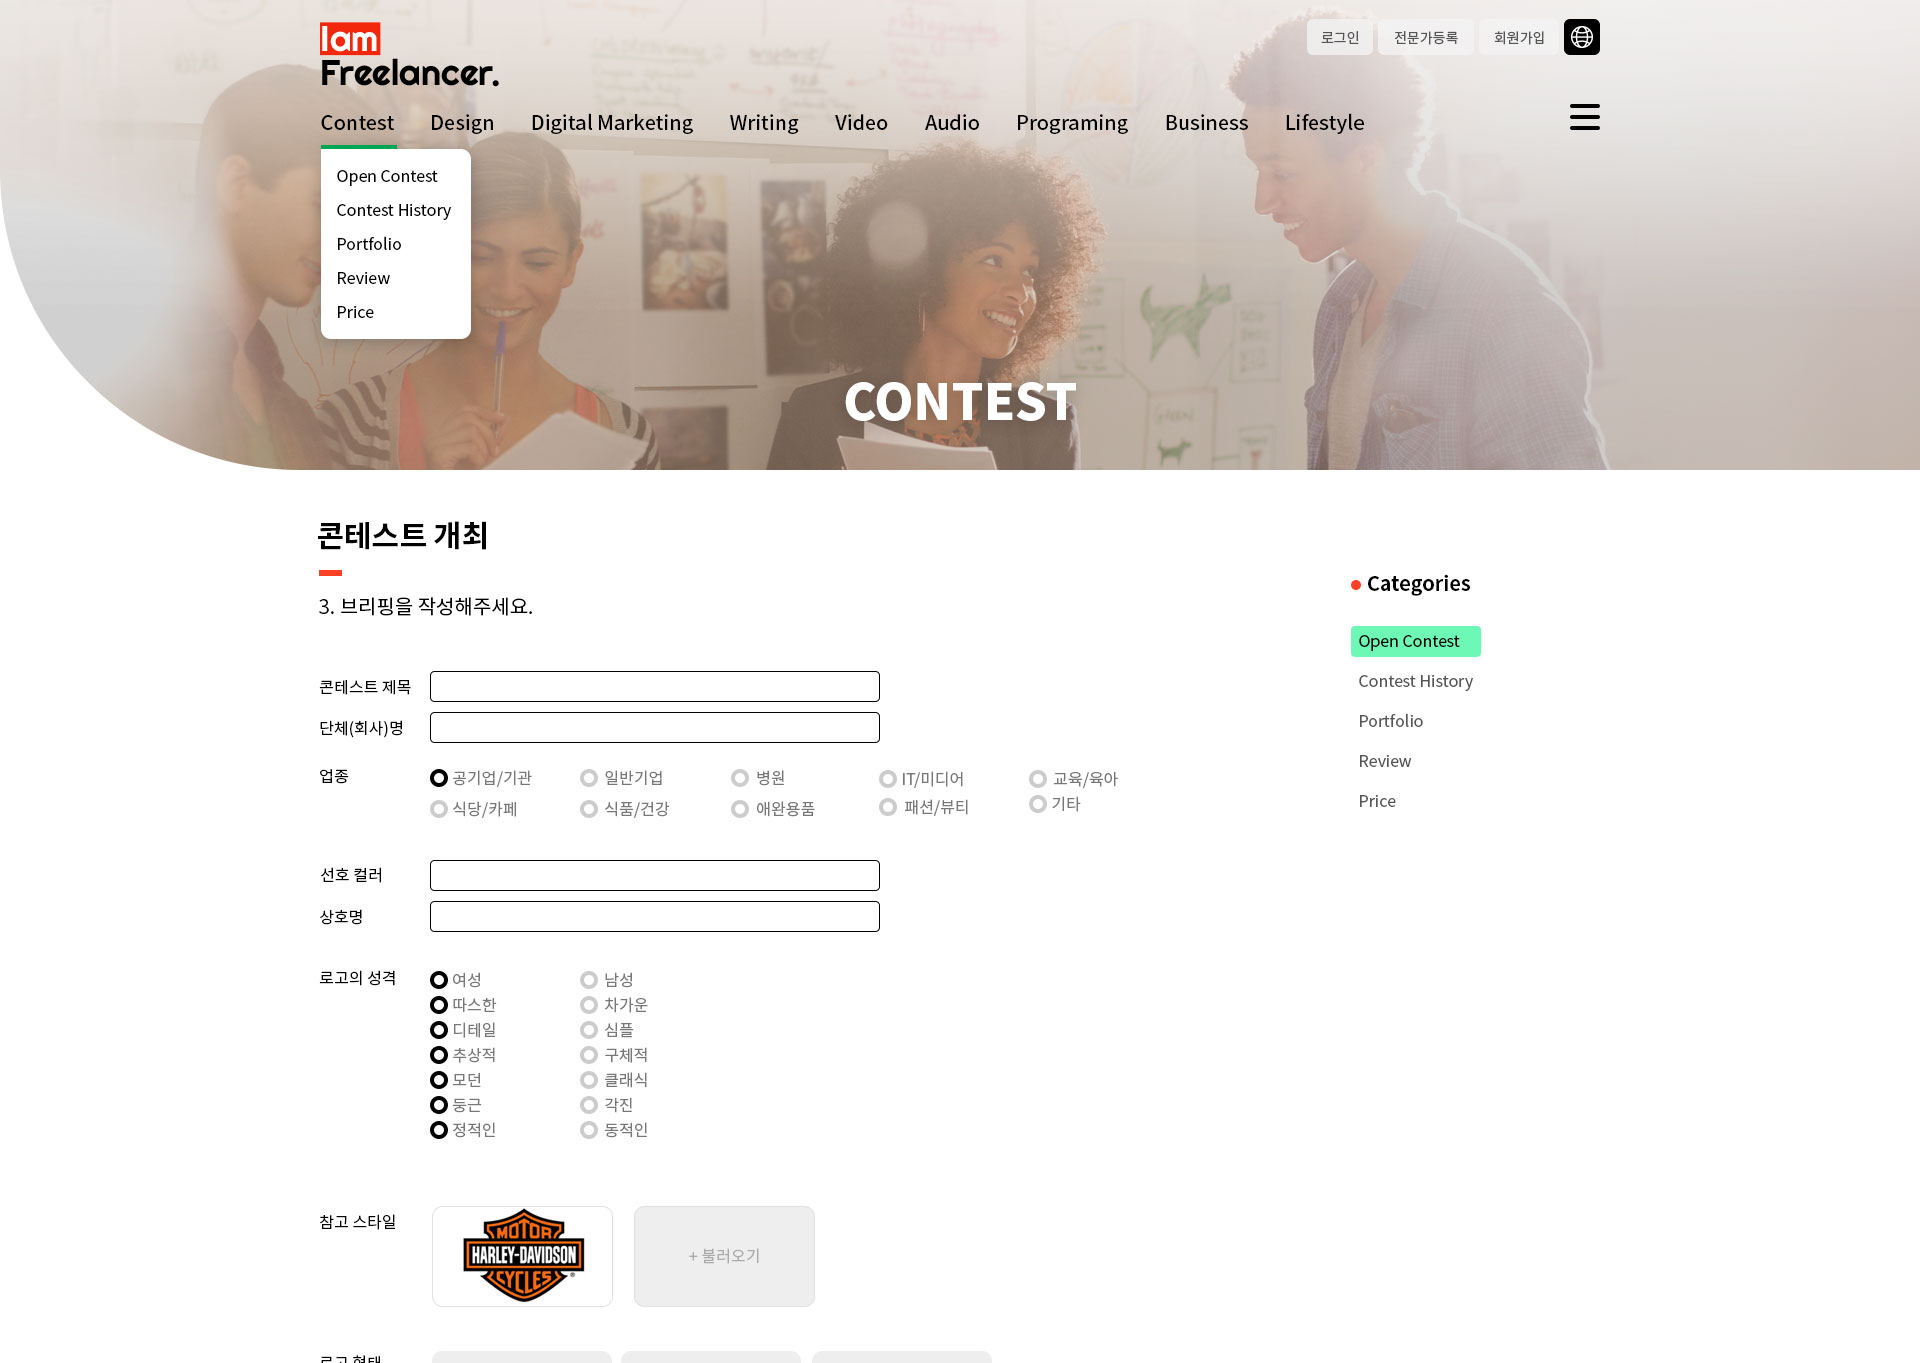 Iam
Freelancer.
로그인 전문가등록 회원가입
Contest Design Digital Marketing Writing Video Audio Programing Business Lifestyle
Open Contest
Contest History
Portfolio
Review
Price
CONTEST
콘테스트 개최
3. 브리핑을 작성해주세요.
Categories
Open Contest
Contest History
Portfolio
Review
Price
콘테스트 제목
단체(회사)명
업종 공기업/기관 일반기업 병원 IT/미디어 교육/육아
식당/카페 식품/건강 애완용품 패션/뷰티 기타
선호 컬러
상호명
로고의 성격 여성 남성
따스한 차가운
디테일 심플
추상적 구체적
모던 클래식
둥근 각진
정적인 동적인
참고 스타일
MOTOR
HARLEY-DAVIDSON
CYCLES
®
+ 불러오기
로고 형태